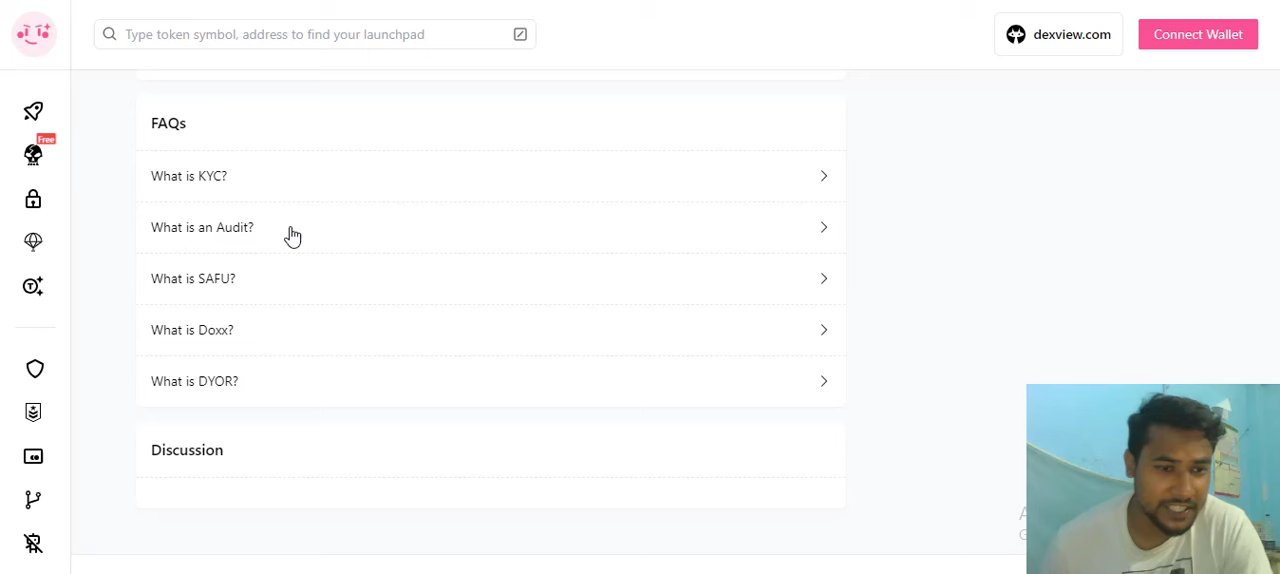 Type token symbol, address to find your launchpad
dexview.com
Connect Wallet
Free
FAQs
What is KYC?
What is an Audit?
What is SAFU?
What is Doxx?
What is DYOR?
Discussion